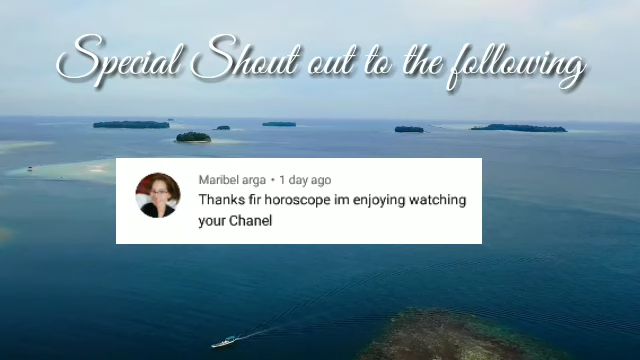 Special Shout out to the following
Maribel arga • 1 day ago
Thanks fir horoscope im enjoying watching
your Chanel